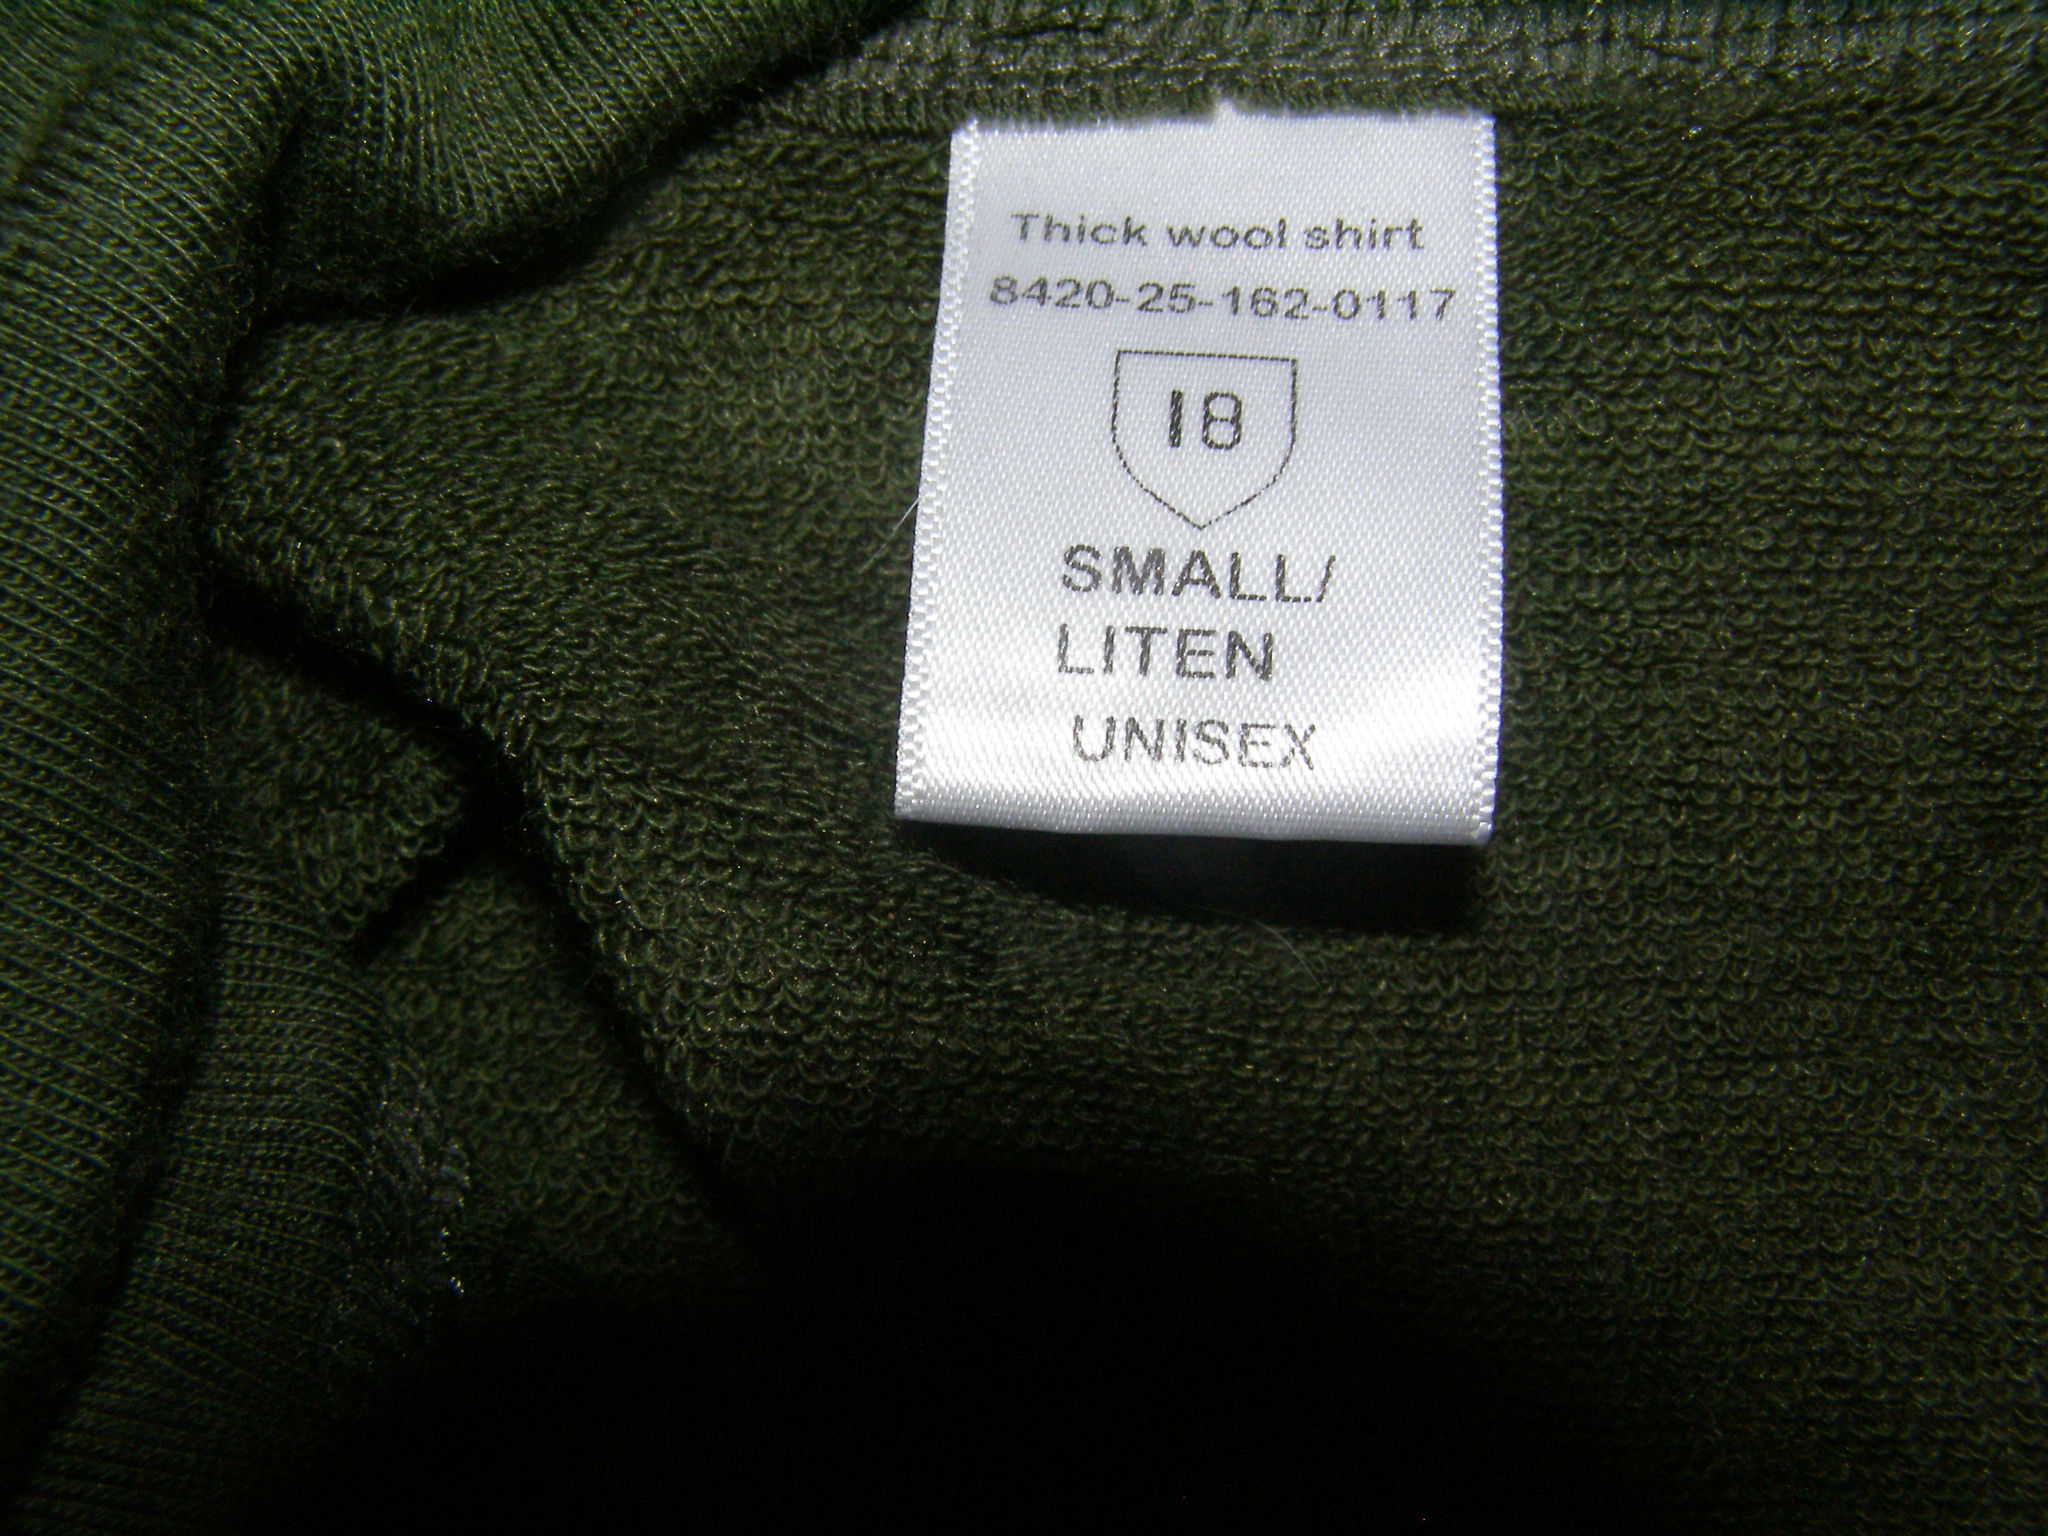 Thick wool shirt
8420-25-162-0117
18
SMALL/
LITEN
UNISEX